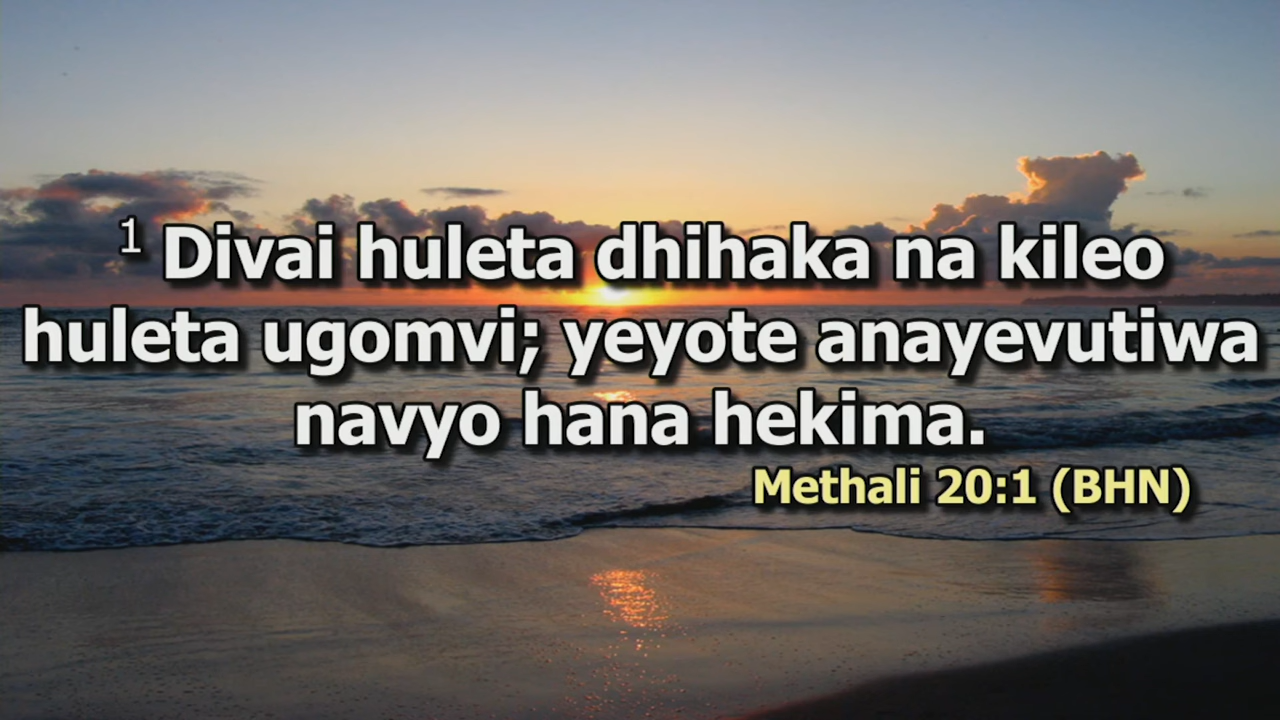 1 Divai huleta dhihaka na kileo
huleta ugomvi; yeyote anayevutiwa
navyo hana hekima.
Methali 20:1 (BHN)